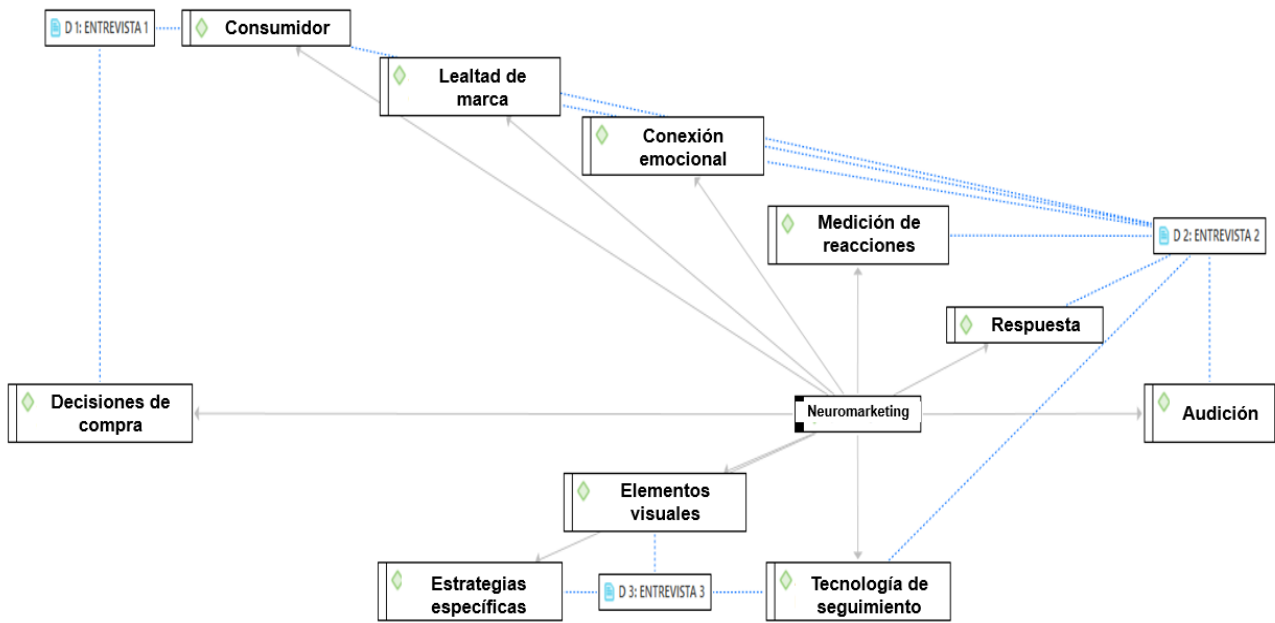 D 1: ENTREVISTA 1
Consumidor
Lealtad de
marca
Conexión
emocional
Medición de
reacciones
D 2: ENTREVISTA 2
Respuesta
Decisiones de
compra
Neuromarketing
Audición
Elementos
visuales
Estrategias
específicas
D 3: ENTREVISTA 3
Tecnología de
seguimiento